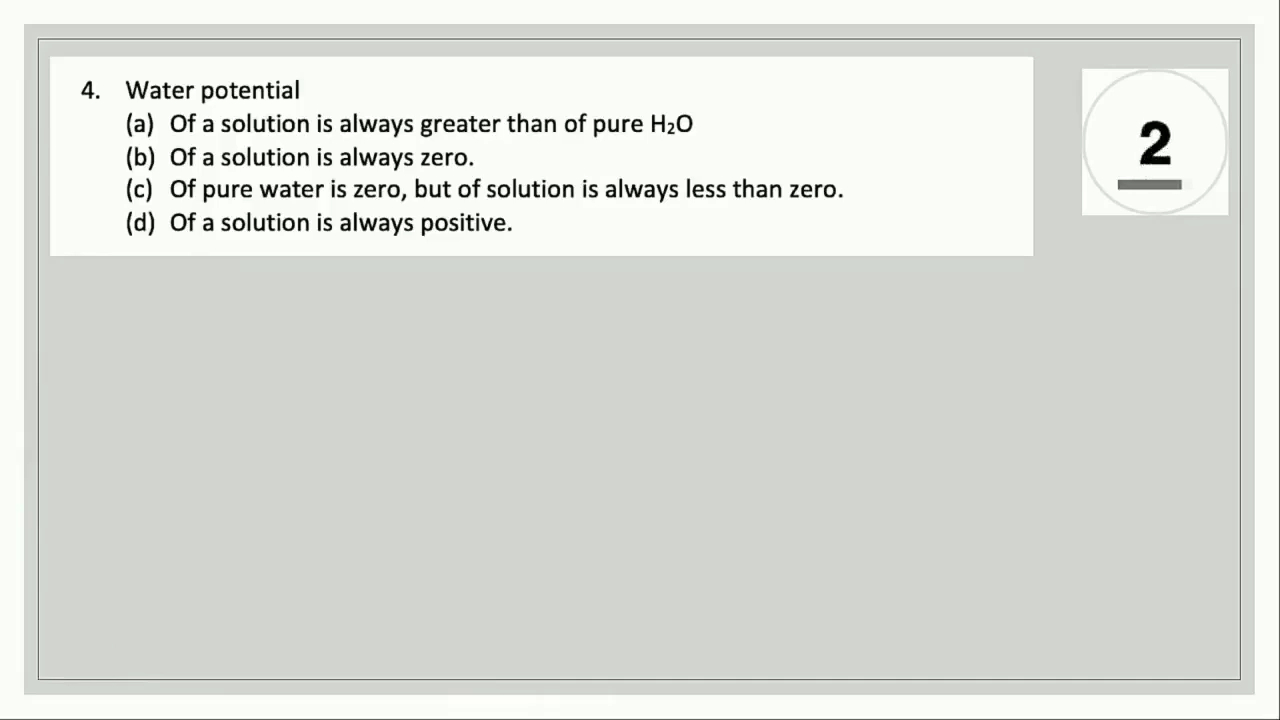 4. Water potential
(a) Of a solution is always greater than of pure H₂O
(b) Of a solution is always zero.
(c) Of pure water is zero, but of solution is always less than zero.
(d) Of a solution is always positive.
2